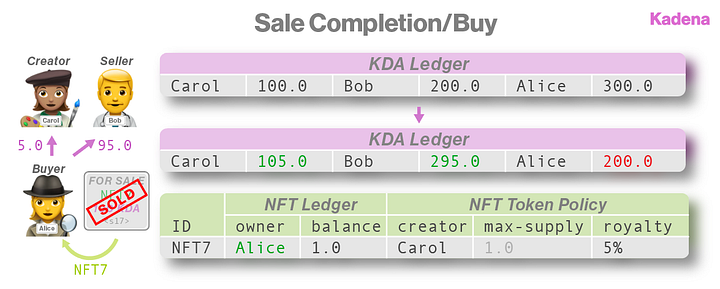 Sale Completion/Buy
Kadena
Creator
Seller
Carol
Bob
5.0
95.0
Buyer
Alice
FOR SALE
SOLD
<s17>
NFT7
KDA Ledger
Carol 100.0 Bob 200.0 Alice 300.0
KDA Ledger
Carol 105.0 Bob 295.0 Alice 200.0
NFT Ledger NFT Token Policy
ID owner balance creator max-supply royalty
NFT7 Alice 1.0 Carol 1.0 5%